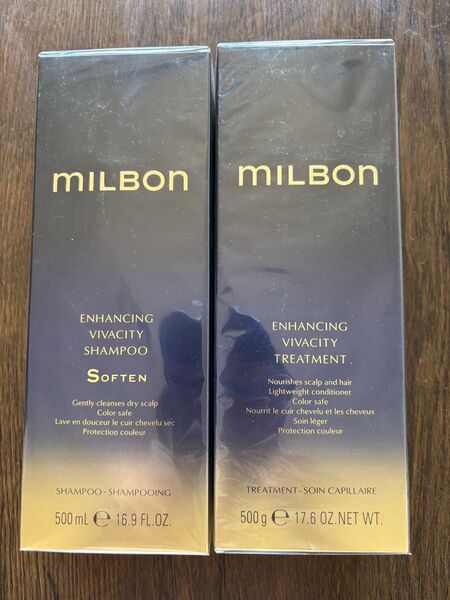 MILBON
ENHANCING
VIVACITY
SHAMPOO
SOFTEN
Gently cleanses dry scalp
Color safe
Lave en douceur le cuir chevelu sec
Protection couleur
SHAMPOO-SHAMPOOING
500 mL ℮ 16.9 FL.OZ.
MILBON
ENHANCING
VIVACITY
TREATMENT
Nourishes scalp and hair
Lightweight conditioner
Color safe
Nourrit le cuir chevelu et les cheveux
Soin léger
Protection couleur
TREATMENT-SOIN CAPILLAIRE
500 g ℮ 17.6 OZ.NET WT.